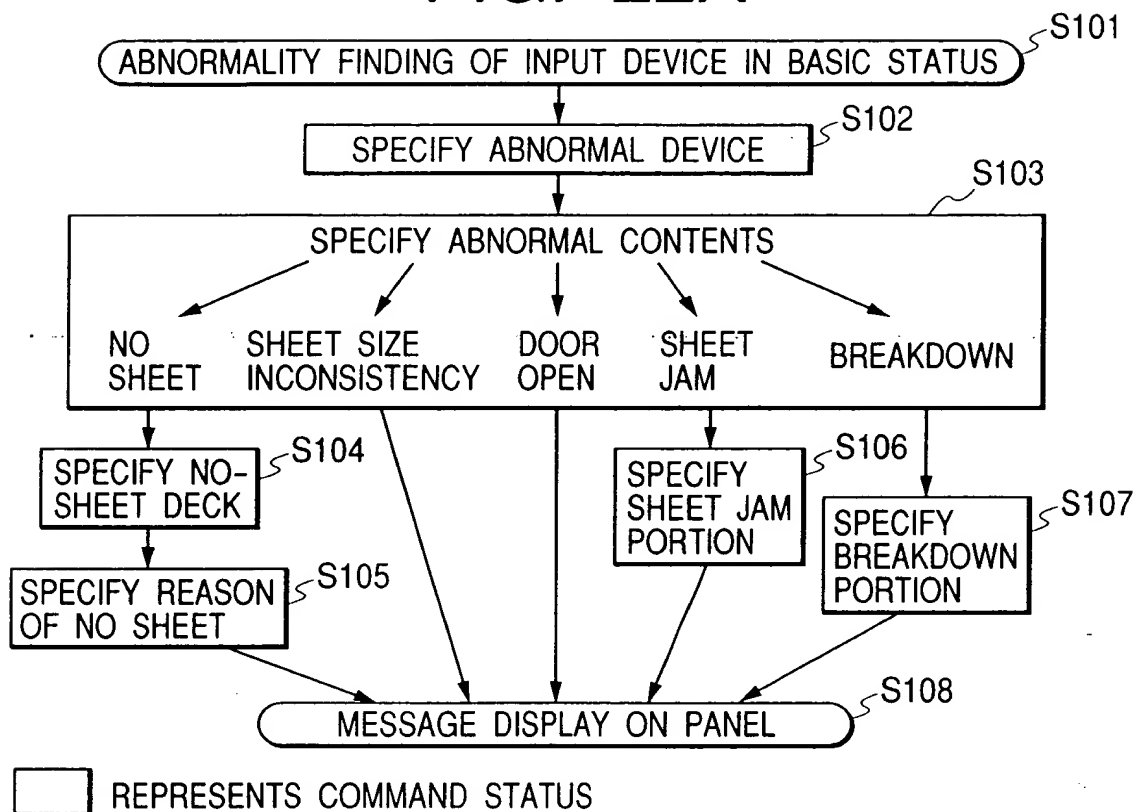 S101
ABNORMALITY FINDING OF INPUT DEVICE IN BASIC STATUS
S102
SPECIFY ABNORMAL DEVICE
S103
SPECIFY ABNORMAL CONTENTS
NO
SHEET
SHEET SIZE
INCONSISTENCY
DOOR
OPEN
SHEET
JAM
BREAKDOWN
S104
SPECIFY NO-
SHEET DECK
S105
SPECIFY REASON
OF NO SHEET
S106
SPECIFY
SHEET JAM
PORTION
S107
SPECIFY
BREAKDOWN
PORTION
S108
MESSAGE DISPLAY ON PANEL
REPRESENTS COMMAND STATUS